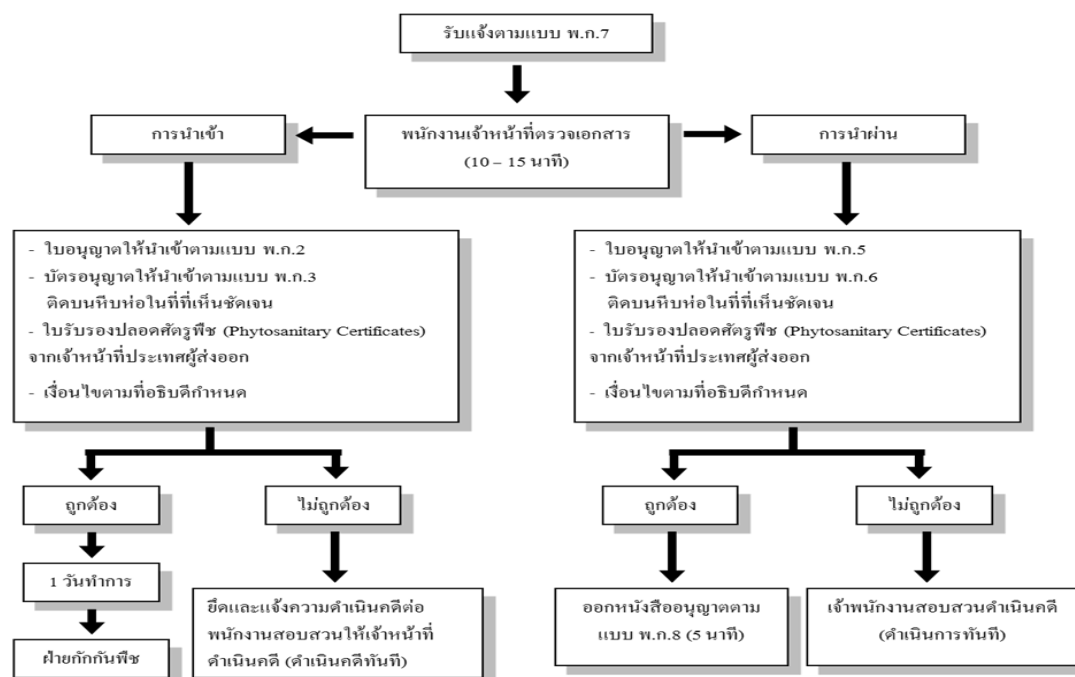 รับแจ้งตามแบบ พ.ก.7
การนำเข้า
พนักงานเจ้าหน้าที่ตรวจเอกสาร
(10 – 15 นาที)
การนำผ่าน
- ใบอนุญาตให้นำเข้าตามแบบ พ.ก.2
- บัตรอนุญาตให้นำเข้าตามแบบ พ.ก.3
ติดบนหีบห่อในที่ที่เห็นชัดเจน
- ใบรับรองปลอดศัตรูพืช (Phytosanitary Certificates)
จากเจ้าหน้าที่ประเทศผู้ส่งออก
- เงื่อนไขตามที่อธิบดีกำหนด
- ใบอนุญาตให้นำเข้าตามแบบ พ.ก.5
- บัตรอนุญาตให้นำเข้าตามแบบ พ.ก.6
ติดบนหีบห่อในที่ที่เห็นชัดเจน
- ใบรับรองปลอดศัตรูพืช (Phytosanitary Certificates)
จากเจ้าหน้าที่ประเทศผู้ส่งออก
- เงื่อนไขตามที่อธิบดีกำหนด
ถูกต้อง
ไม่ถูกต้อง
ถูกต้อง
ไม่ถูกต้อง
1 วันทำการ
ฝ่ายกักกันพืช
ยึดและแจ้งความดำเนินคดีต่อ
พนักงานสอบสวนให้เจ้าหน้าที่
ดำเนินคดี (ดำเนินคดีทันที)
ออกหนังสืออนุญาตตาม
แบบ พ.ก.8 (5 นาที)
เจ้าพนักงานสอบสวนดำเนินคดี
(ดำเนินการทันที)